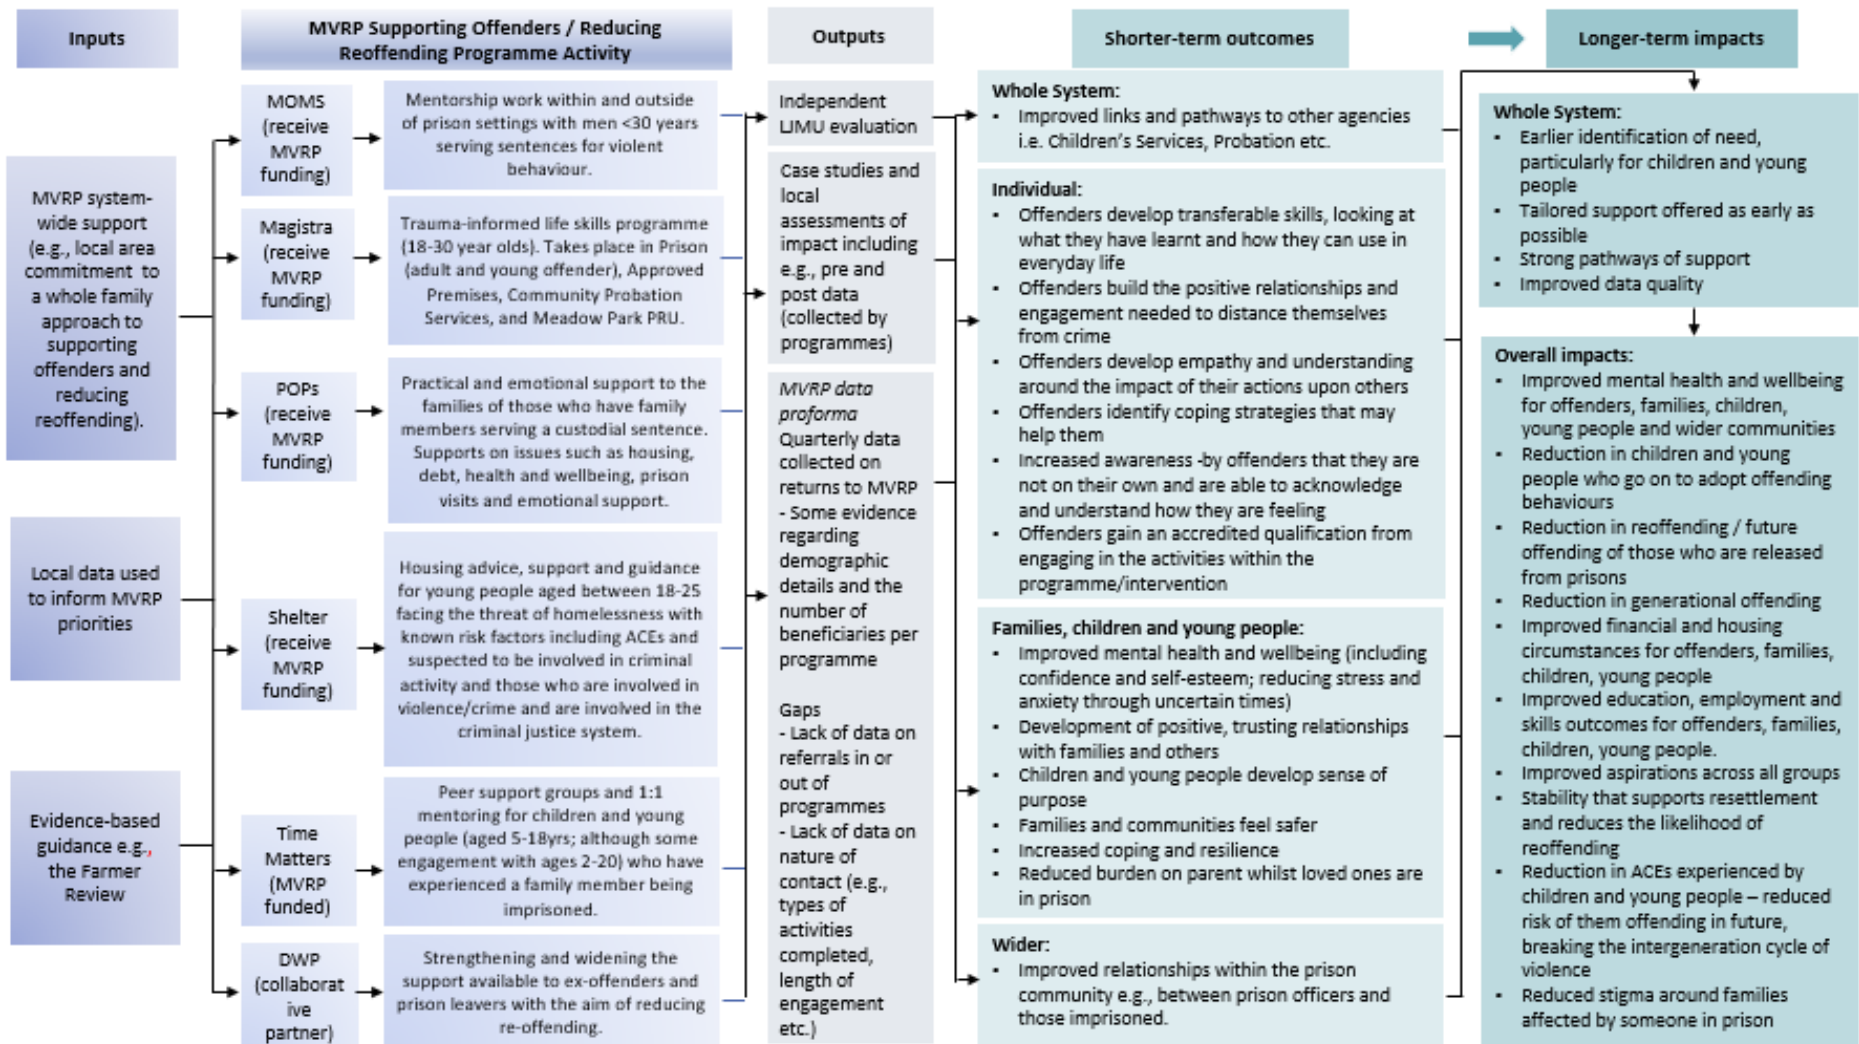 Inputs
MVRP Supporting Offenders / Reducing
Reoffending Programme Activity
Outputs
Shorter-term outcomes
Longer-term impacts
MVRP system-
wide support
(e.g., local area
commitment to
a whole family
approach to
supporting
offenders and
reducing
reoffending).
Local data used
to inform MVRP
priorities
Evidence-based
guidance e.g.,
the Farmer
Review
MOMS
(receive
MVRP
funding)
Mentorship work within and outside
of prison settings with men <30 years
serving sentences for violent
behaviour.
Magistra
(receive
MVRP
funding)
Trauma-informed life skills programme
(18-30 year olds). Takes place in Prison
(adult and young offender), Approved
Premises, Community Probation
Services, and Meadow Park PRU.
POPs
(receive
MVRP
funding)
Practical and emotional support to the
families of those who have family
members serving a custodial sentence.
Supports on issues such as housing,
debt, health and wellbeing, prison
visits and emotional support.
Shelter
(receive
MVRP
funding)
Housing advice, support and guidance
for young people aged between 18-25
facing the threat of homelessness with
known risk factors including ACEs and
suspected to be involved in criminal
activity and those who are involved in
violence/crime and are involved in the
criminal justice system.
Time
Matters
(MVRP
funded)
Peer support groups and 1:1
mentoring for children and young
people (aged 5-18yrs; although some
engagement with ages 2-20) who have
experienced a family member being
imprisoned.
DWP
(collaborat
ive
partner)
Strengthening and widening the
support available to ex-offenders and
prison leavers with the aim of reducing
re-offending.
Independent
LJMU evaluation
Case studies and
local
assessments of
impact including
e.g., pre and
post data
(collected by
programmes)
MVRP data
proforma
Quarterly data
collected on
returns to MVRP
- Some evidence
regarding
demographic
details and the
number of
beneficiaries per
programme
Gaps
- Lack of data on
referrals in or
out of
programmes
- Lack of data on
nature of
contact (e.g.,
types of
activities
completed,
length of
engagement
etc.)
Whole System:
▪ Improved links and pathways to other agencies
i.e. Children's Services, Probation etc.
Individual:
▪ Offenders develop transferable skills, looking at
what they have learnt and how they can use in
everyday life
▪ Offenders build the positive relationships and
engagement needed to distance themselves
from crime
▪ Offenders develop empathy and understanding
around the impact of their actions upon others
▪ Offenders identify coping strategies that may
help them
▪ Increased awareness -by offenders that they are
not on their own and are able to acknowledge
and understand how they are feeling
▪ Offenders gain an accredited qualification from
engaging in the activities within the
programme/intervention
Families, children and young people:
▪ Improved mental health and wellbeing (including
confidence and self-esteem; reducing stress and
anxiety through uncertain times)
▪ Development of positive, trusting relationships
with families and others
▪ Children and young people develop sense of
purpose
▪ Families and communities feel safer
▪ Increased coping and resilience
▪ Reduced burden on parent whilst loved ones are
in prison
Wider:
▪ Improved relationships within the prison
community e.g., between prison officers and
those imprisoned.
Whole System:
▪ Earlier identification of need,
particularly for children and young
people
▪ Tailored support offered as early as
possible
▪ Strong pathways of support
▪ Improved data quality
Overall impacts:
▪ Improved mental health and wellbeing
for offenders, families, children,
young people and wider communities
▪ Reduction in children and young
people who go on to adopt offending
behaviours
▪ Reduction in reoffending / future
offending of those who are released
from prisons
▪ Reduction in generational offending
▪ Improved financial and housing
circumstances for offenders, families,
children, young people
▪ Improved education, employment and
skills outcomes for offenders, families,
children, young people.
▪ Improved aspirations across all groups
▪ Stability that supports resettlement
and reduces the likelihood of
reoffending
▪ Reduction in ACEs experienced by
children and young people – reduced
risk of them offending in future,
breaking the intergeneration cycle of
violence
▪ Reduced stigma around families
affected by someone in prison